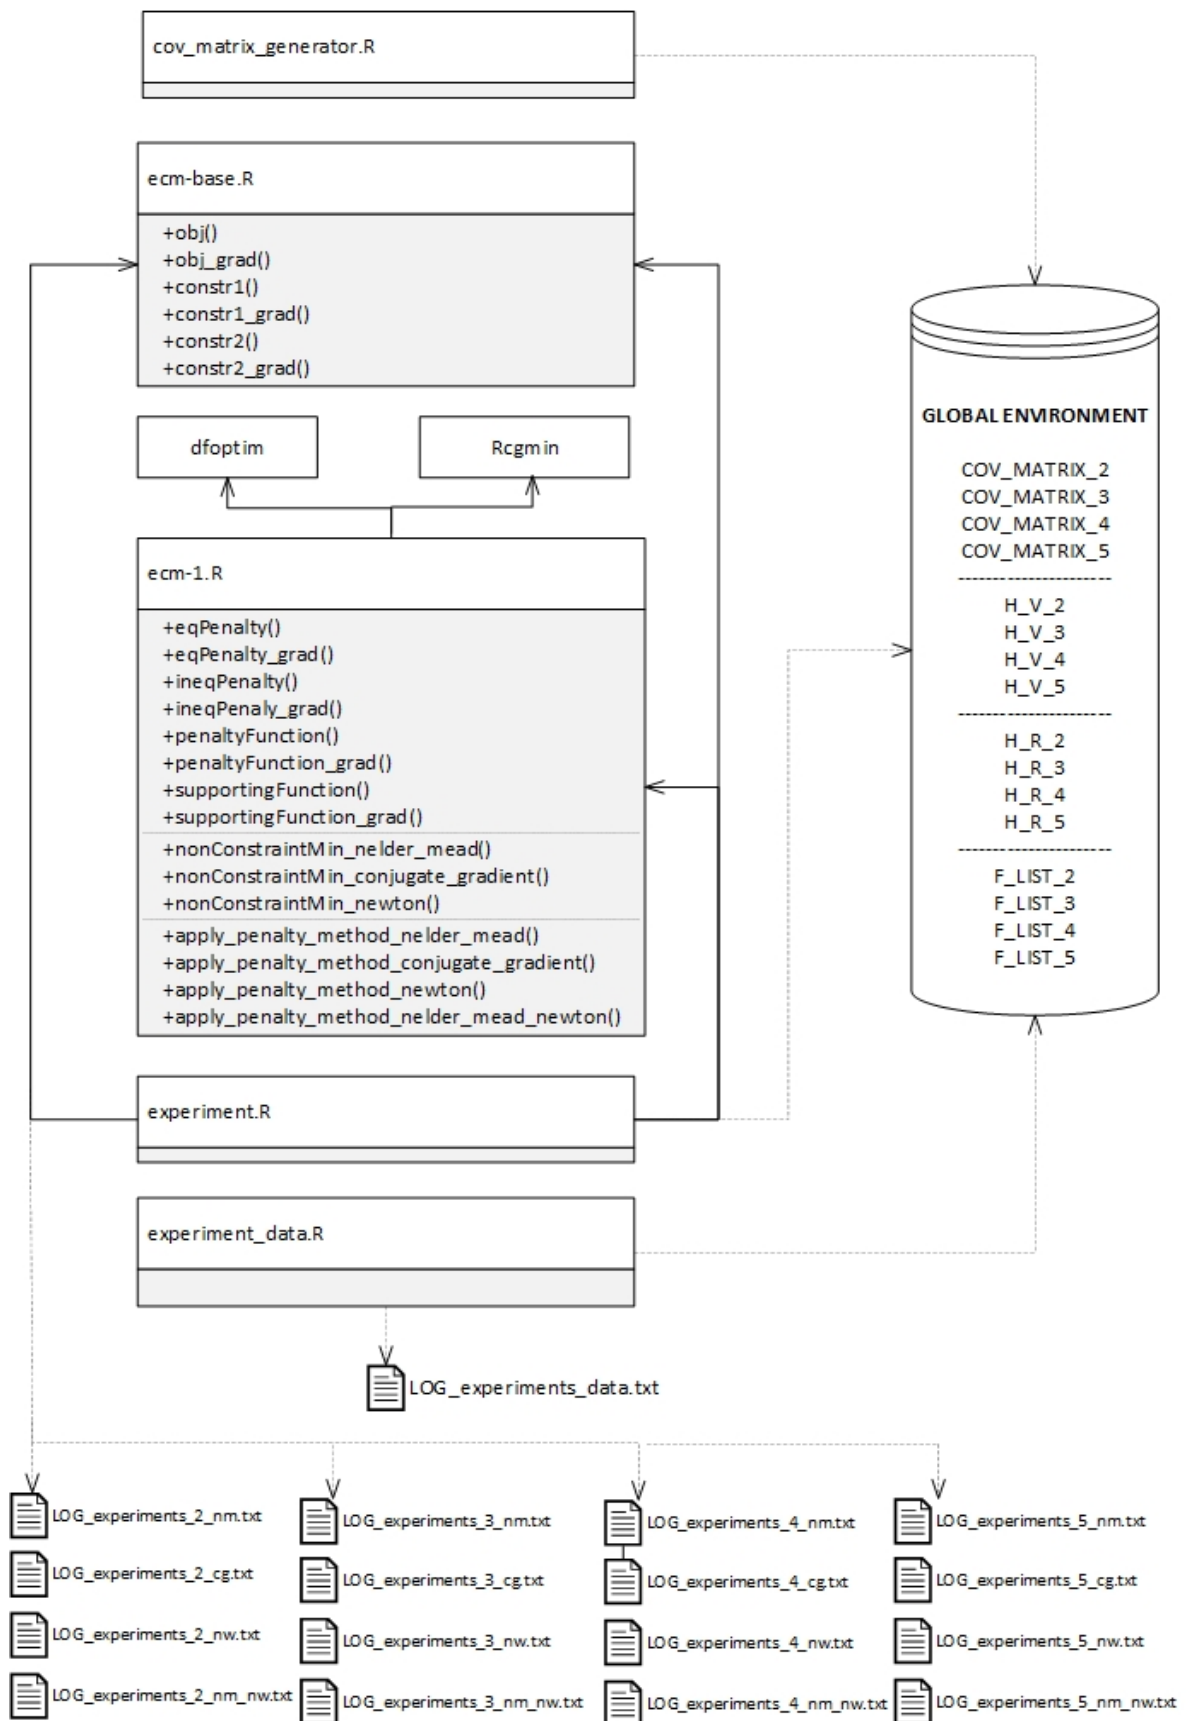 cov_matrix_generator.R
ecm-base.R
+obj()
+obj_grad()
+constr1()
+constr1_grad()
+constr2()
+constr2_grad()
dfoptim
Rcgmin
ecm-1.R
+eqPenalty()
+eqPenalty_grad()
+ineqPenalty()
+ineqPenaly_grad()
+penaltyFunction()
+penaltyFunction_grad()
+supportingFunction()
+supportingFunction_grad()
+nonConstraintMin_nelder_mead()
+nonConstraintMin_conjugate_gradient()
+nonConstraintMin_newton()
+apply_penalty_method_nelder_mead()
+apply_penalty_method_conjugate_gradient()
+apply_penalty_method_newton()
+apply_penalty_method_nelder_mead_newton()
experiment.R
experiment_data.R
GLOBAL ENVIRONMENT
COV_MATRIX_2
COV_MATRIX_3
COV_MATRIX_4
COV_MATRIX_5
-----------------------
H_V_2
H_V_3
H_V_4
H_V_5
-----------------------
H_R_2
H_R_3
H_R_4
H_R_5
-----------------------
F_LIST_2
F_LIST_3
F_LIST_4
F_LIST_5
LOG_experiments_data.txt
LOG_experiments_2_nm.txt
LOG_experiments_2_cg.txt
LOG_experiments_2_nw.txt
LOG_experiments_2_nm_nw.txt
LOG_experiments_3_nm.txt
LOG_experiments_3_cg.txt
LOG_experiments_3_nw.txt
LOG_experiments_3_nm_nw.txt
LOG_experiments_4_nm.txt
LOG_experiments_4_cg.txt
LOG_experiments_4_nw.txt
LOG_experiments_4_nm_nw.txt
LOG_experiments_5_nm.txt
LOG_experiments_5_cg.txt
LOG_experiments_5_nw.txt
LOG_experiments_5_nm_nw.txt